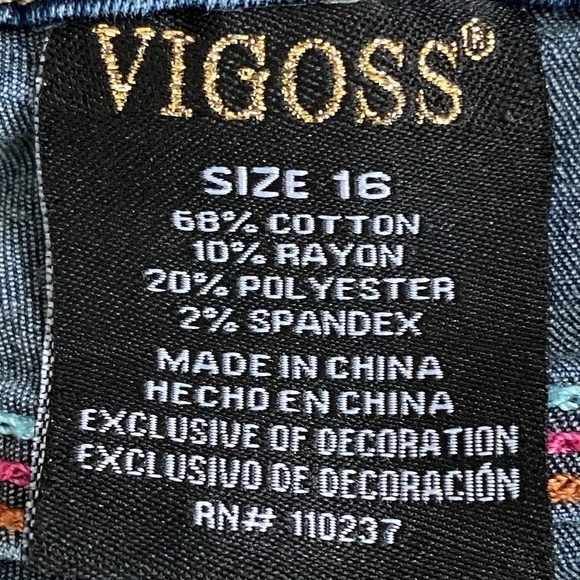 VIGOSS®
SIZE 16
68% COTTON
10% RAYON
20% POLYESTER
2% SPANDEX
MADE IN CHINA
HECHO EN CHINA
EXCLUSIVE OF DECORATION
EXCLUSIVO DE DECORACIÓN
RN# 110237